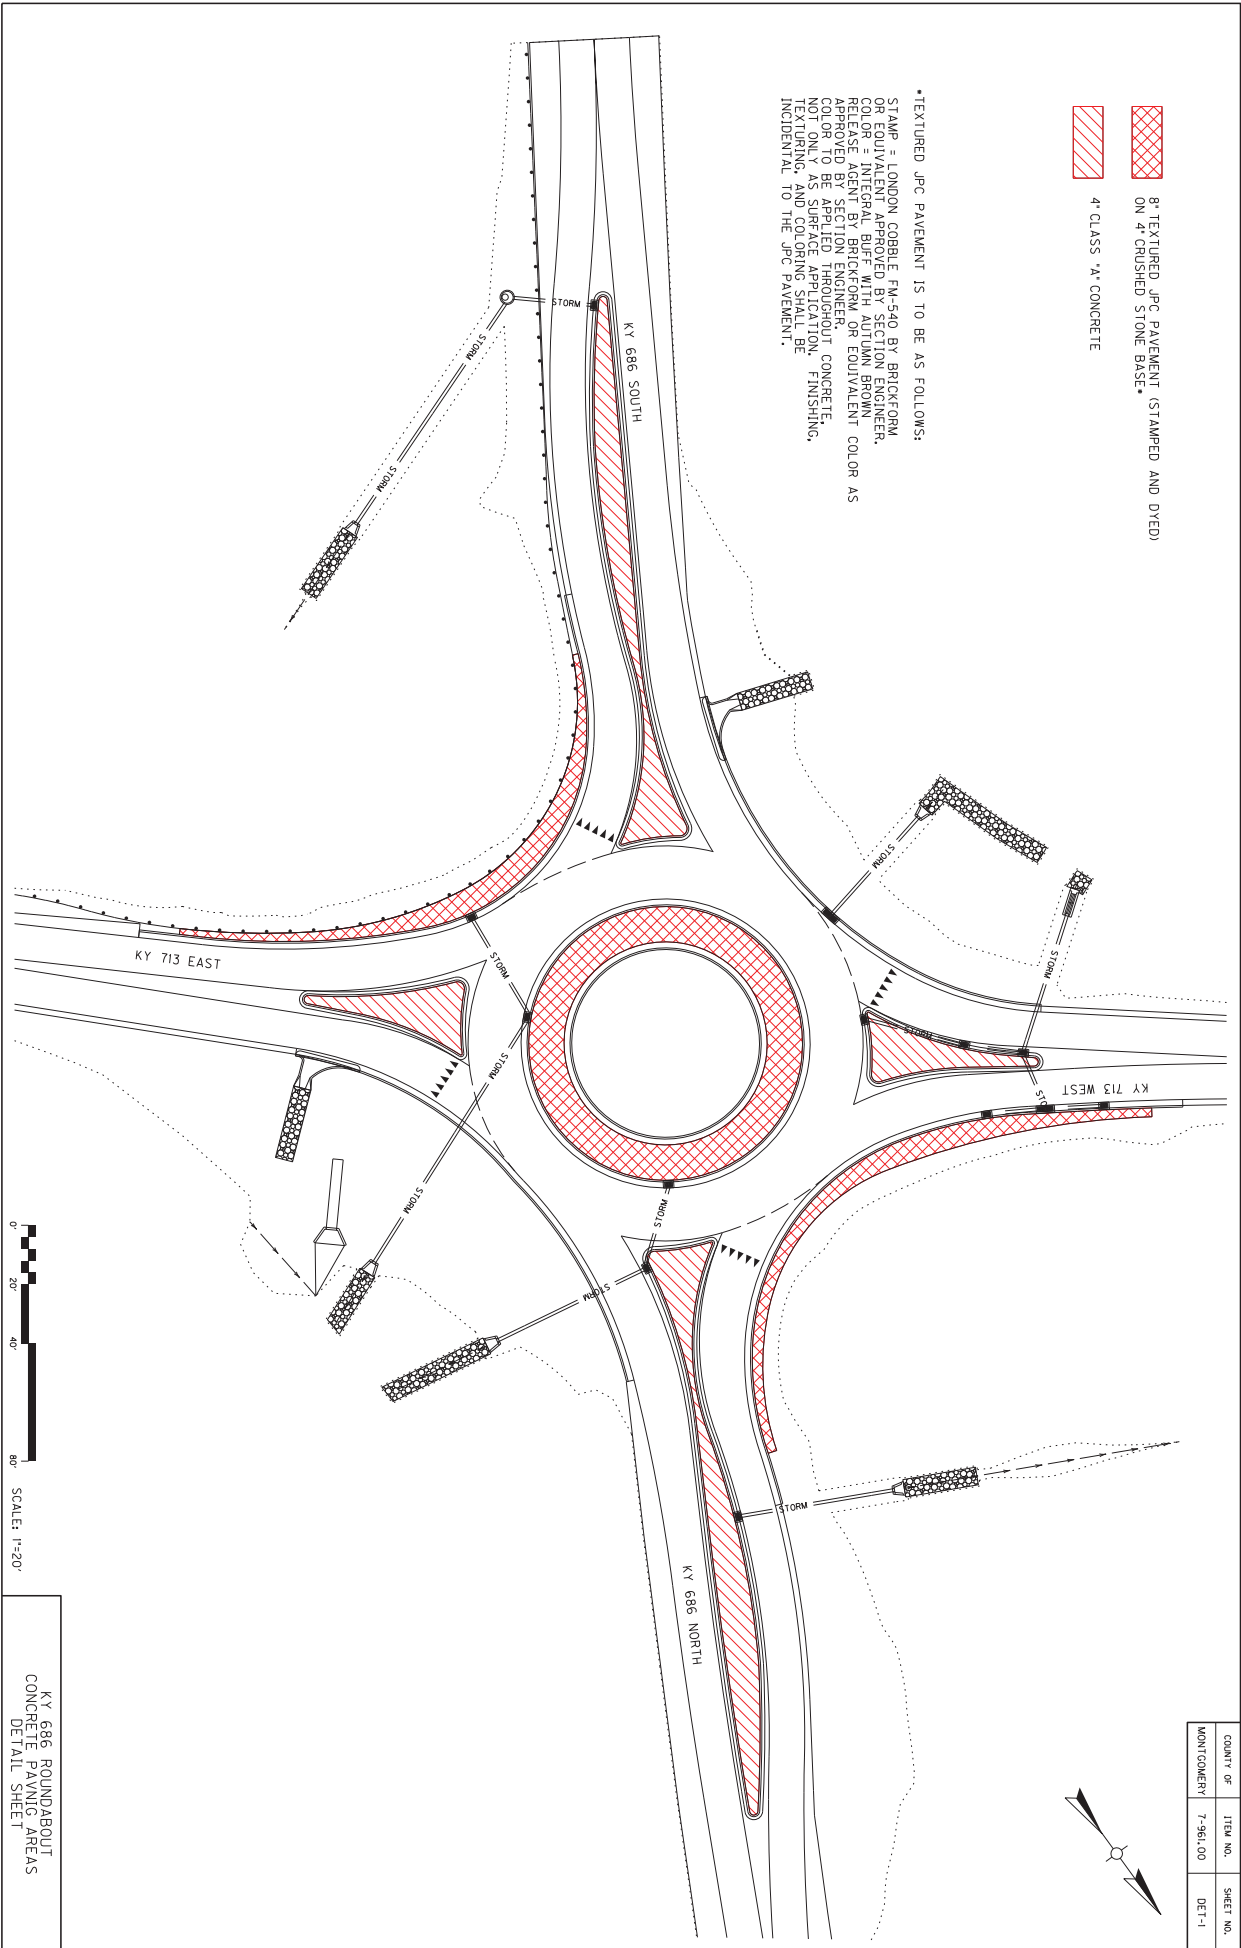 COUNTY OF
ITEM NO.
SHEET NO.
MONTGOMERY
7-961.00
DET-1
8" TEXTURED JPC PAVEMENT (STAMPED AND DYED)
ON 4" CRUSHED STONE BASE*
4" CLASS "A" CONCRETE
*TEXTURED JPC PAVEMENT IS TO BE AS FOLLOWS:
STAMP = LONDON COBBLE FM-540 BY BRICKFORM
OR EQUIVALENT APPROVED BY SECTION ENGINEER.
COLOR = INTEGRAL BUFF WITH AUTUMN BROWN
RELEASE AGENT BY BRICKFORM OR EQUIVALENT COLOR AS
APPROVED BY SECTION ENGINEER.
COLOR TO BE APPLIED THROUGHOUT CONCRETE,
NOT ONLY AS SURFACE APPLICATION. FINISHING,
TEXTURING, AND COLORING SHALL BE
INCIDENTAL TO THE JPC PAVEMENT.
KY 686 SOUTH
STORM
STORM
STORM
STORM
STORM
STORM
STO
KY 713 WEST
KY 713 EAST
STORM
STORM
STORM
STORM
STORM
STORM
KY 686 NORTH
0'
20'
40'
80'
SCALE: 1"=20'
KY 686 ROUNDABOUT
CONCRETE PAVNIG AREAS
DETAIL SHEET